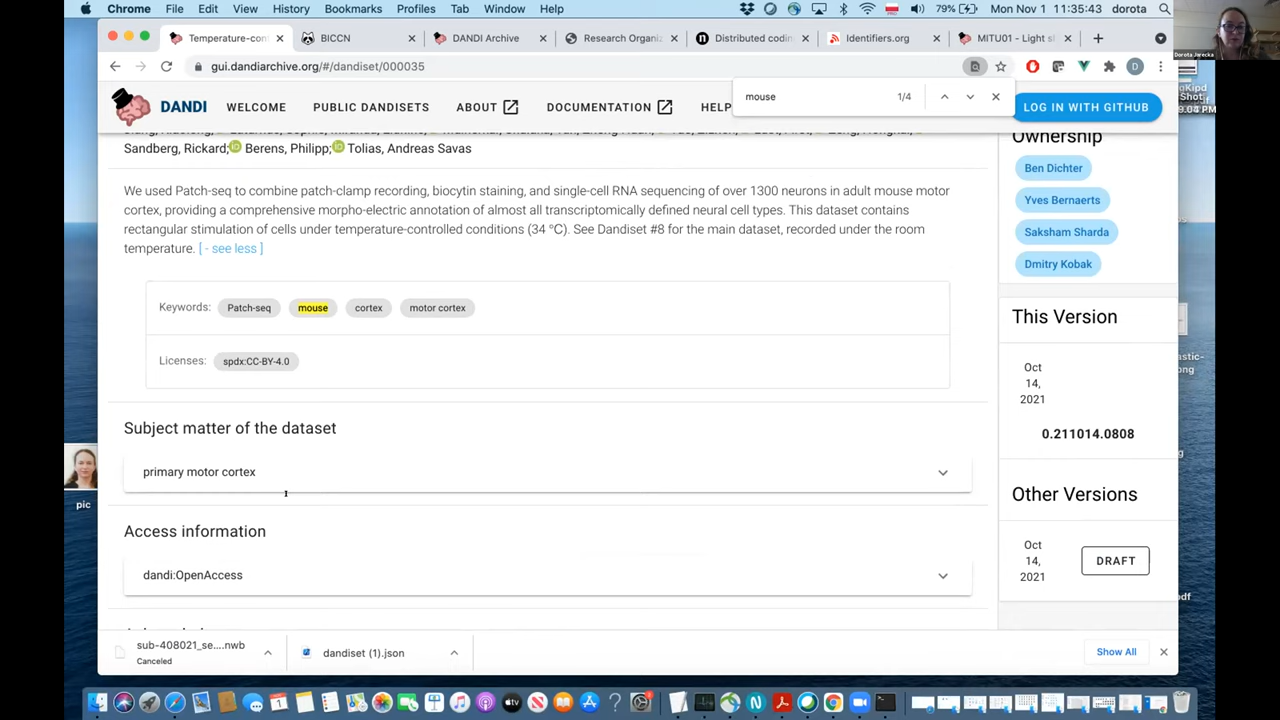 Chrome File Edit View History Bookmarks Profiles Tab Window Help
79% Mon Nov 1 11:35:43 dorota
Dorota Jarecka
Temperature-con
BICCN
DANDI Archive
Research Organiz
Distributed codin
Identifiers.org
MITU01 - Light s
gui.dandiarchive.org/#/dandiset/000035
D
mouse 1/4
DANDI WELCOME PUBLIC DANDISETS ABOUT DOCUMENTATION HELP
LOG IN WITH GITHUB
Sandberg, Rickard; Berens, Philipp; Tolias, Andreas Savas
We used Patch-seq to combine patch-clamp recording, biocytin staining, and single-cell RNA sequencing of over 1300 neurons in adult mouse motor
cortex, providing a comprehensive morpho-electric annotation of almost all transcriptomically defined neural cell types. This dataset contains
rectangular stimulation of cells under temperature-controlled conditions (34 °C). See Dandiset #8 for the main dataset, recorded under the room
temperature. [ - see less ]
Keywords: Patch-seq mouse cortex motor cortex
Licenses: spdx:CC-BY-4.0
Subject matter of the dataset
primary motor cortex
Access information
dandi:OpenAccess
Ownership
Ben Dichter
Yves Bernaerts
Saksham Sharda
Dmitry Kobak
This Version
Oct
14,
2021
0.211014.0808
Other Versions
Oct
14,
2021
DRAFT
pic
sub-408021_se....nwb
Canceled
dandiset (1).json
Show All